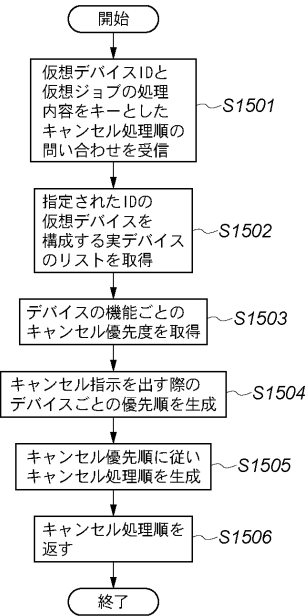 開始
仮想デバイスIDと
仮想ジョブの処理
内容をキーとした
キャンセル処理順の
問い合わせを受信
S1501
指定されたIDの
仮想デバイスを
構成する実デバイス
のリストを取得
S1502
デバイスの機能ごとの
キャンセル優先度を取得
S1503
キャンセル指示を出す際の
デバイスごとの優先順を生成
S1504
キャンセル優先順に従い
キャンセル処理順を生成
S1505
キャンセル処理順を
返す
S1506
終了